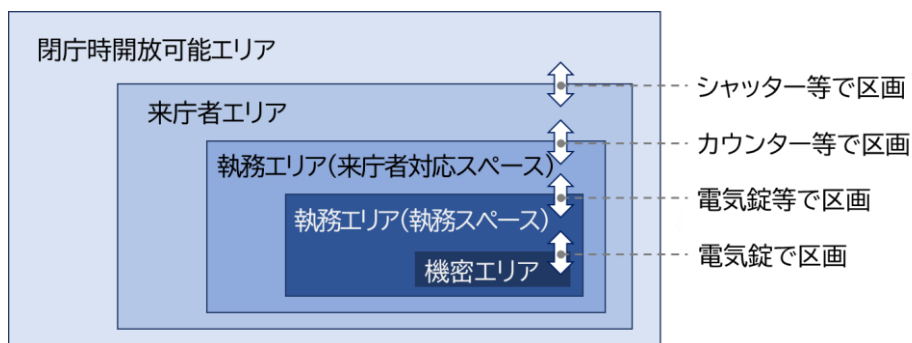 閉庁時開放可能エリア
シャッター等で区画
来庁者エリア
カウンター等で区画
執務エリア(来庁者対応スペース)
電気錠等で区画
執務エリア(執務スペース)
電気錠で区画
機密エリア